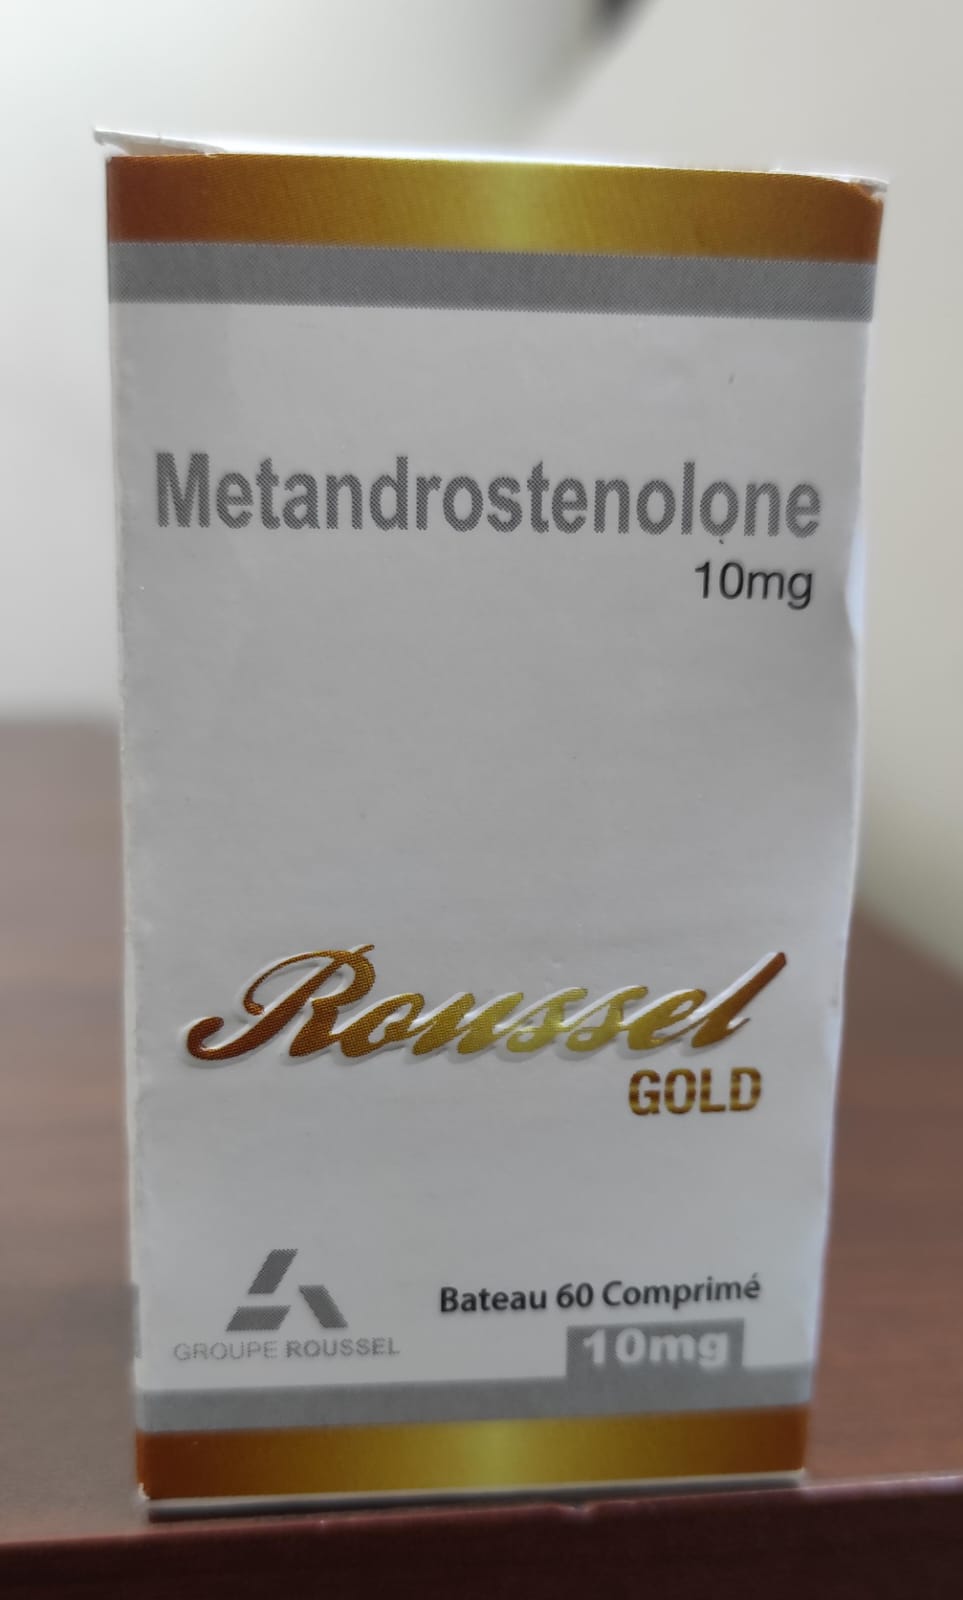 Metandrostenolone
10mg
Roussel
GOLD
GROUPE ROUSSEL
Bateau 60 Comprimé
10mg